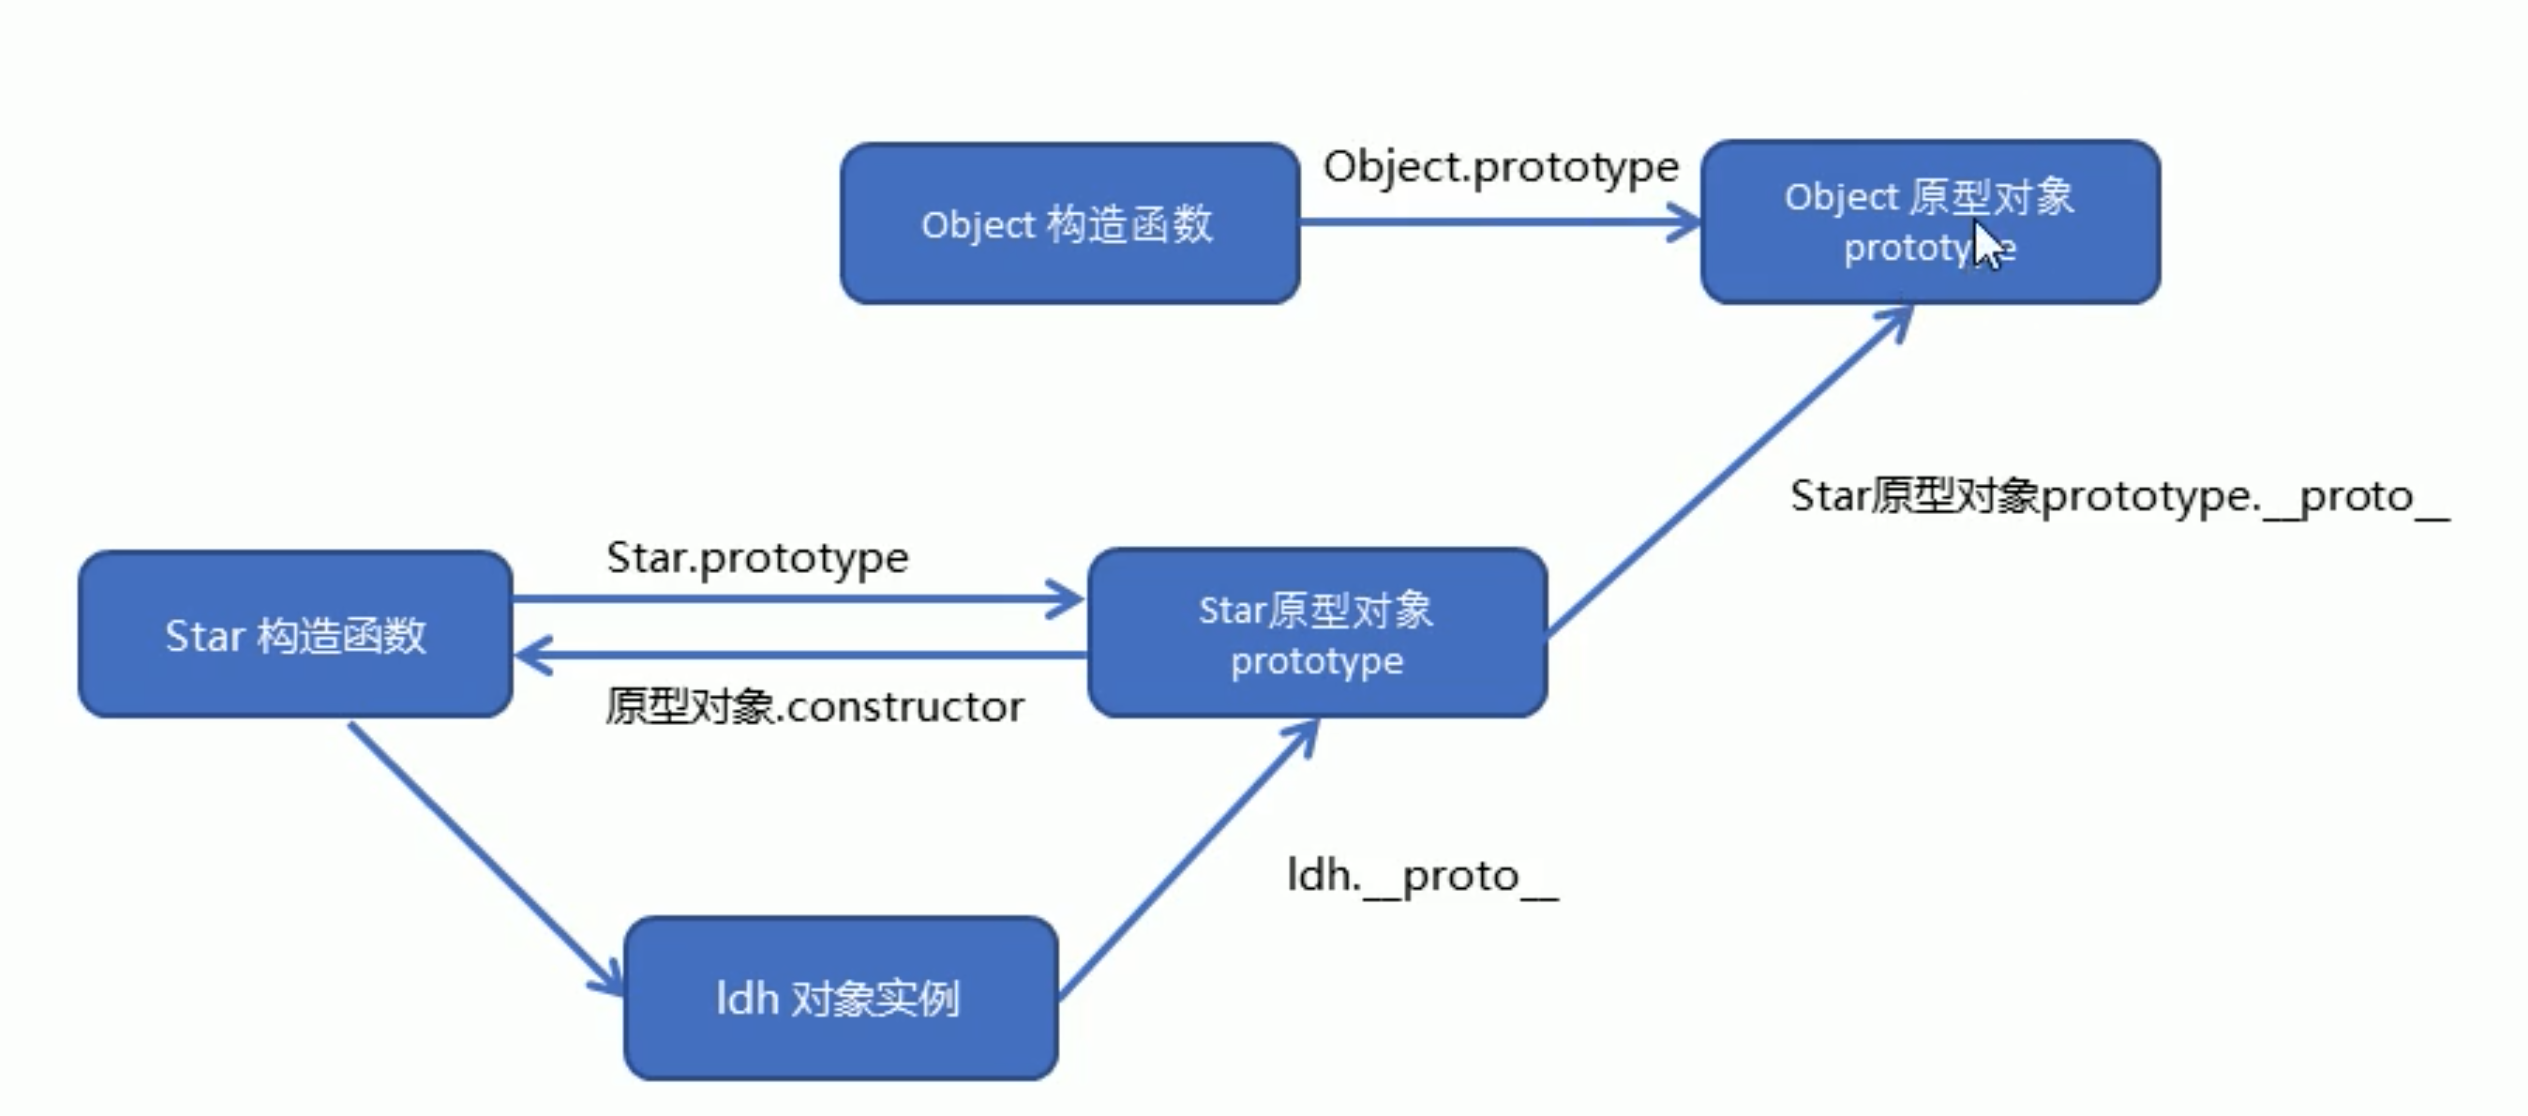 Object 构造函数
Object.prototype
Object 原型对象
prototype
Star原型对象prototype.__proto__
Star 构造函数
Star.prototype
原型对象.constructor
Star原型对象
prototype
ldh.__proto__
ldh 对象实例